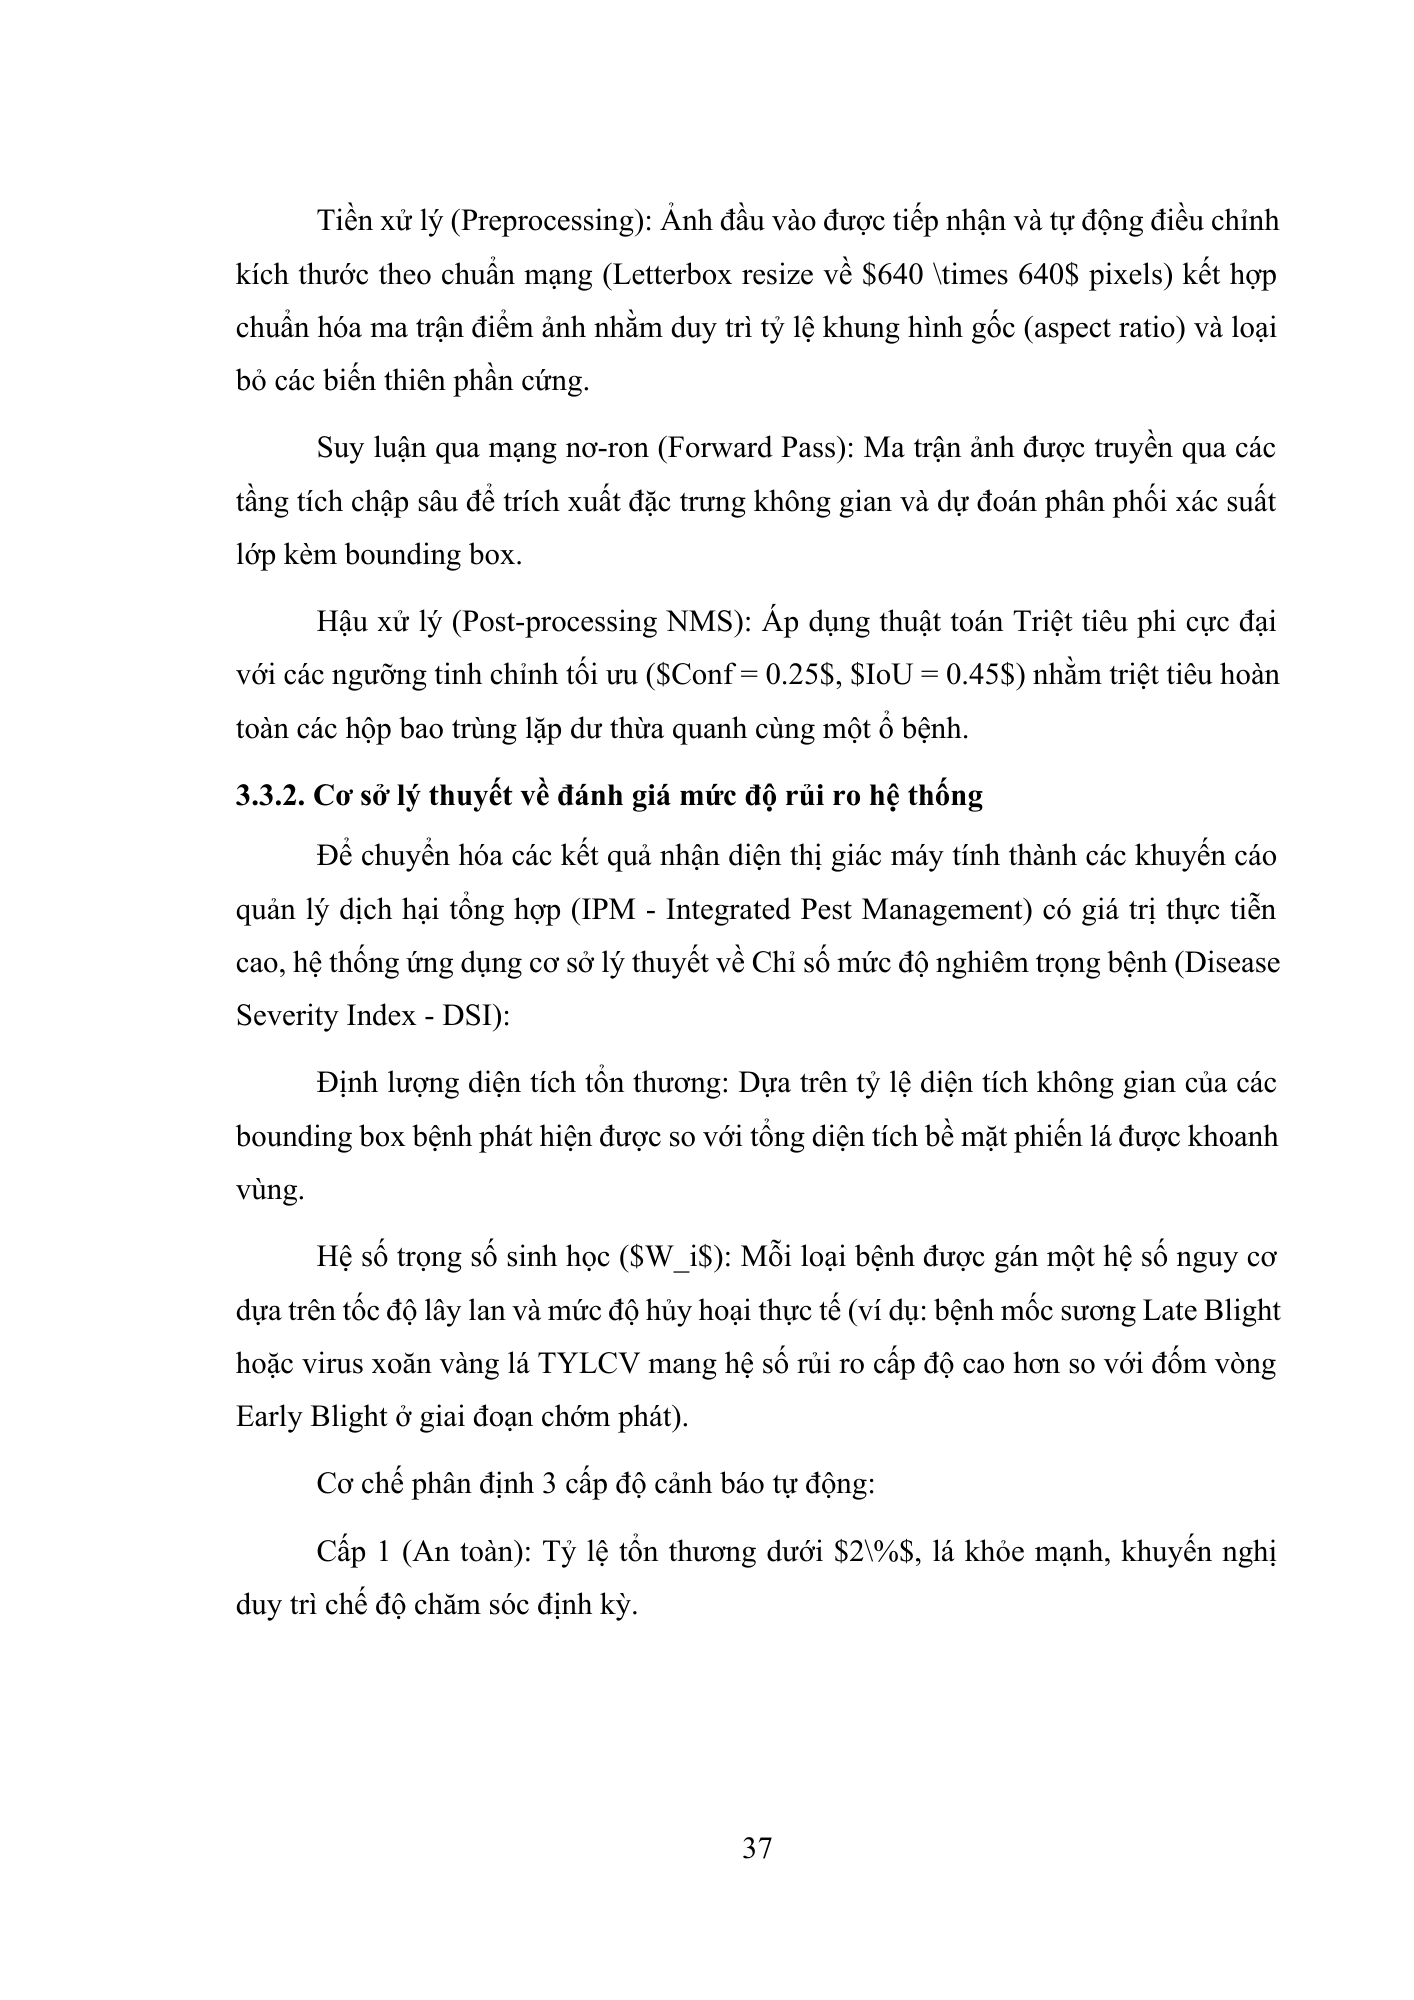 Tiền xử lý (Preprocessing): Ảnh đầu vào được tiếp nhận và tự động điều chỉnh
kích thước theo chuẩn mạng (Letterbox resize về $640 \times 640$ pixels) kết hợp
chuẩn hóa ma trận điểm ảnh nhằm duy trì tỷ lệ khung hình gốc (aspect ratio) và loại
bỏ các biến thiên phần cứng.
Suy luận qua mạng nơ-ron (Forward Pass): Ma trận ảnh được truyền qua các
tầng tích chập sâu để trích xuất đặc trưng không gian và dự đoán phân phối xác suất
lớp kèm bounding box.
Hậu xử lý (Post-processing NMS): Áp dụng thuật toán Triệt tiêu phi cực đại
với các ngưỡng tinh chỉnh tối ưu ($Conf = 0.25$, $IoU = 0.45$) nhằm triệt tiêu hoàn
toàn các hộp bao trùng lặp dư thừa quanh cùng một ổ bệnh.
3.3.2. Cơ sở lý thuyết về đánh giá mức độ rủi ro hệ thống
Để chuyển hóa các kết quả nhận diện thị giác máy tính thành các khuyến cáo
quản lý dịch hại tổng hợp (IPM - Integrated Pest Management) có giá trị thực tiễn
cao, hệ thống ứng dụng cơ sở lý thuyết về Chỉ số mức độ nghiêm trọng bệnh (Disease
Severity Index - DSI):
Định lượng diện tích tổn thương: Dựa trên tỷ lệ diện tích không gian của các
bounding box bệnh phát hiện được so với tổng diện tích bề mặt phiến lá được khoanh
vùng.
Hệ số trọng số sinh học ($W_i$): Mỗi loại bệnh được gán một hệ số nguy cơ
dựa trên tốc độ lây lan và mức độ hủy hoại thực tế (ví dụ: bệnh mốc sương Late Blight
hoặc virus xoăn vàng lá TYLCV mang hệ số rủi ro cấp độ cao hơn so với đốm vòng
Early Blight ở giai đoạn chớm phát).
Cơ chế phân định 3 cấp độ cảnh báo tự động:
Cấp 1 (An toàn): Tỷ lệ tổn thương dưới $2\%$, lá khỏe mạnh, khuyến nghị
duy trì chế độ chăm sóc định kỳ.
37